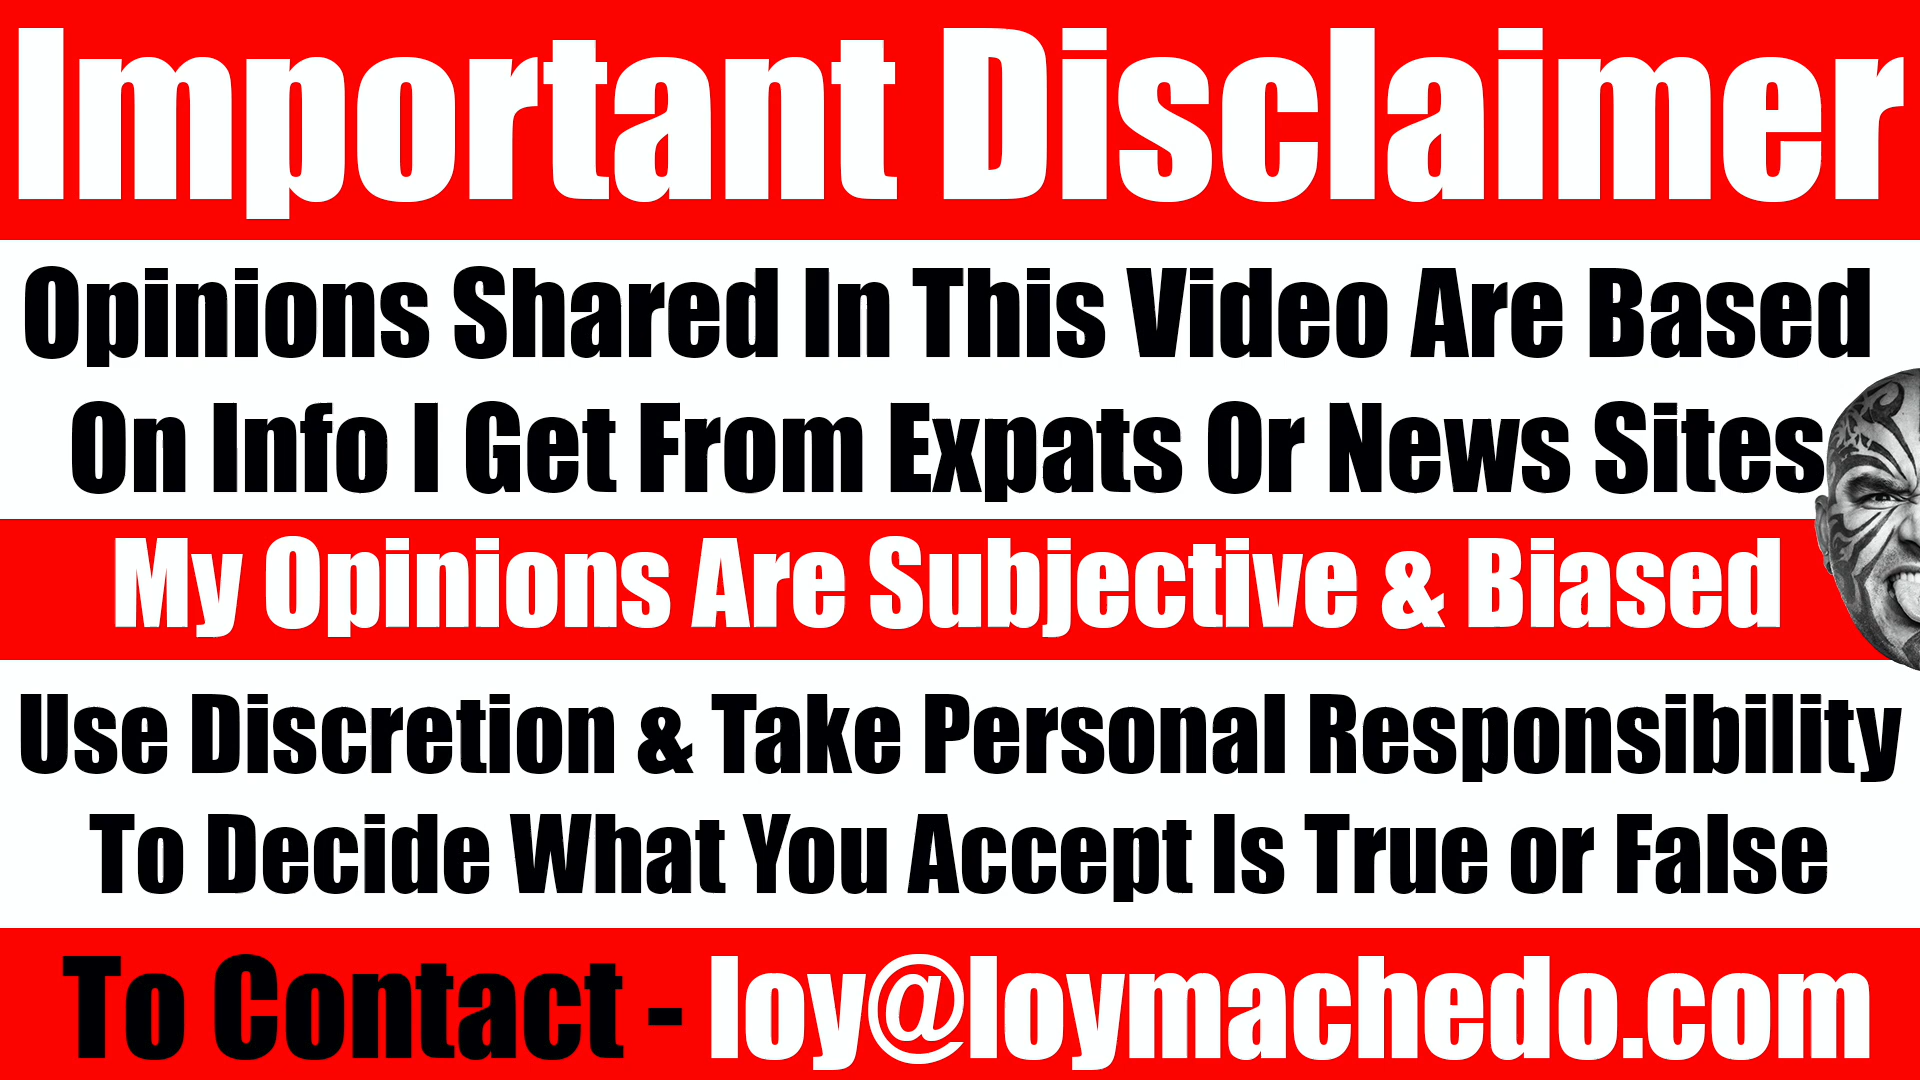 Important Disclaimer
Opinions Shared In This Video Are Based
On Info I Get From Expats Or News Sites
My Opinions Are Subjective & Biased
Use Discretion & Take Personal Responsibility
To Decide What You Accept Is True or False
To Contact - loy@loymachedo.com